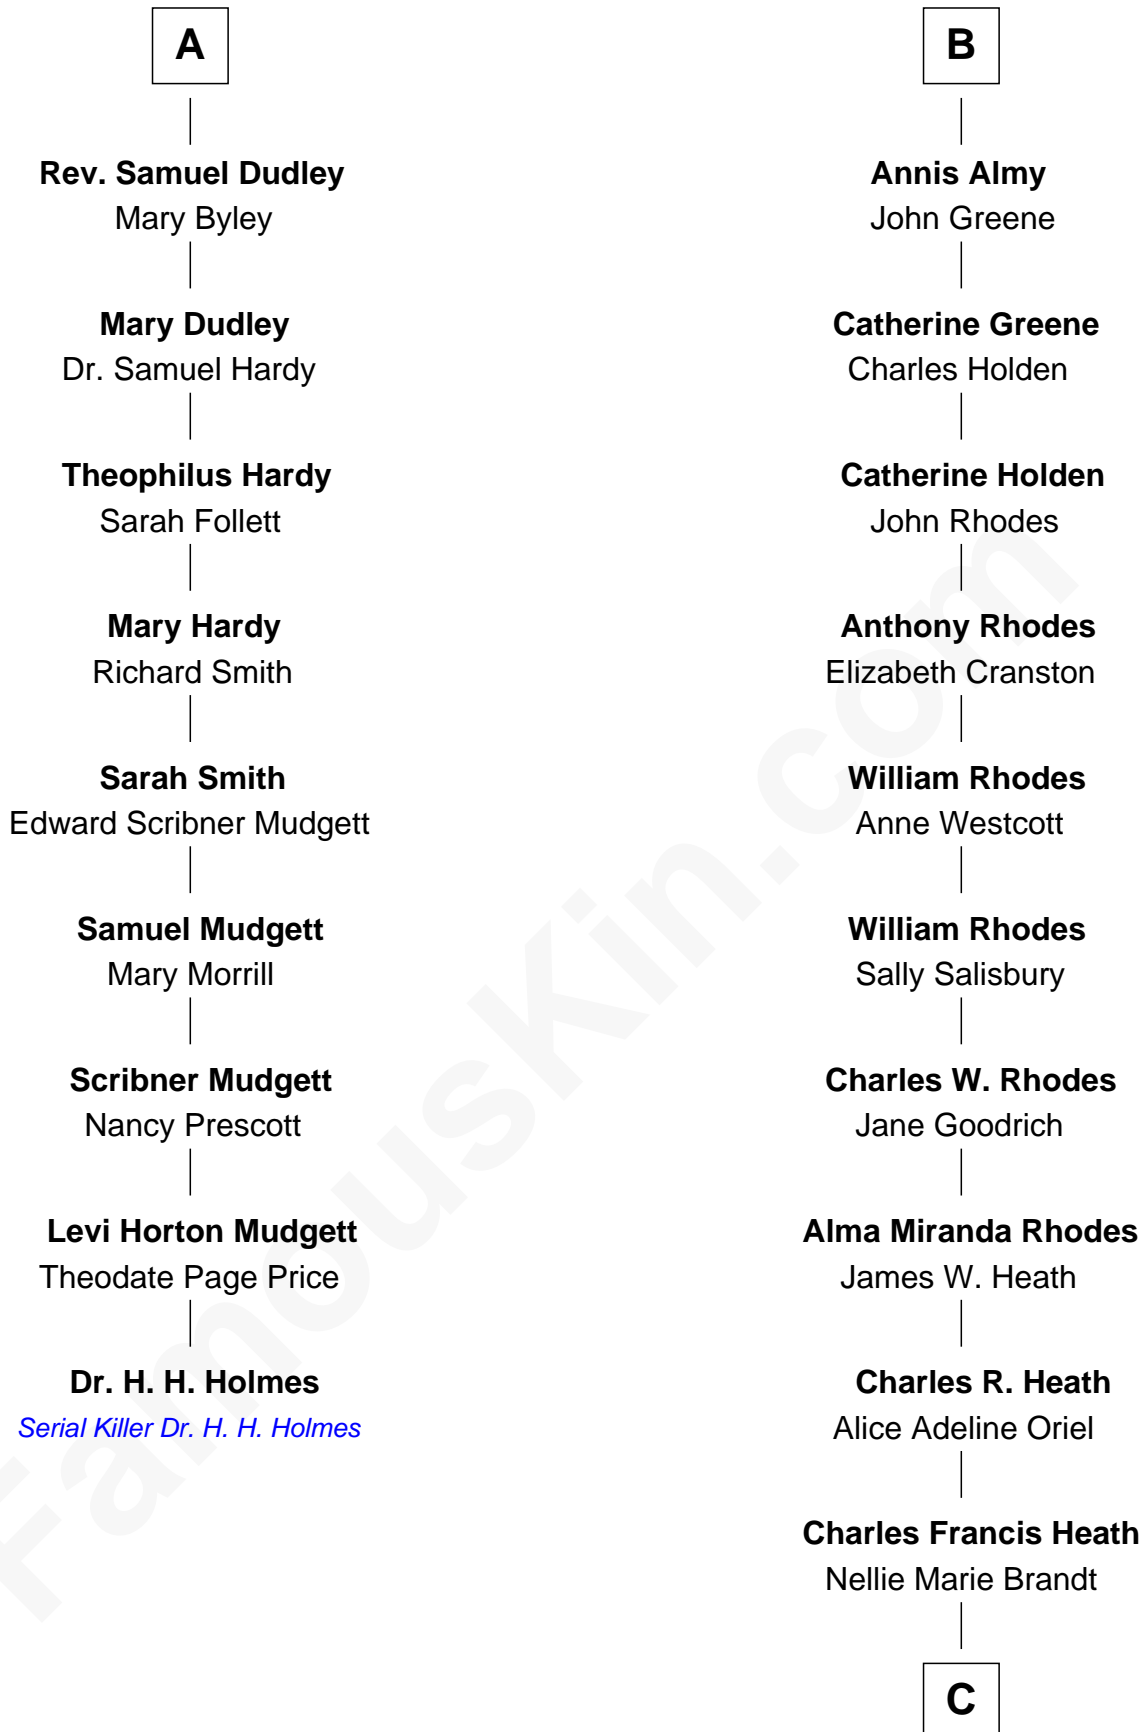 A
Rev. Samuel Dudley
Mary Byley
Mary Dudley
Dr. Samuel Hardy
Theophilus Hardy
Sarah Follett
Mary Hardy
Richard Smith
Sarah Smith
Edward Scribner Mudgett
Samuel Mudgett
Mary Morrill
Scribner Mudgett
Nancy Prescott
Levi Horton Mudgett
Theodate Page Price
Dr. H. H. Holmes
Serial Killer Dr. H. H. Holmes
B
Annis Almy
John Greene
Catherine Greene
Charles Holden
Catherine Holden
John Rhodes
Anthony Rhodes
Elizabeth Cranston
William Rhodes
Anne Westcott
William Rhodes
Sally Salisbury
Charles W. Rhodes
Jane Goodrich
Alma Miranda Rhodes
James W. Heath
Charles R. Heath
Alice Adeline Oriel
Charles Francis Heath
Nellie Marie Brandt
C
FamousKin.com